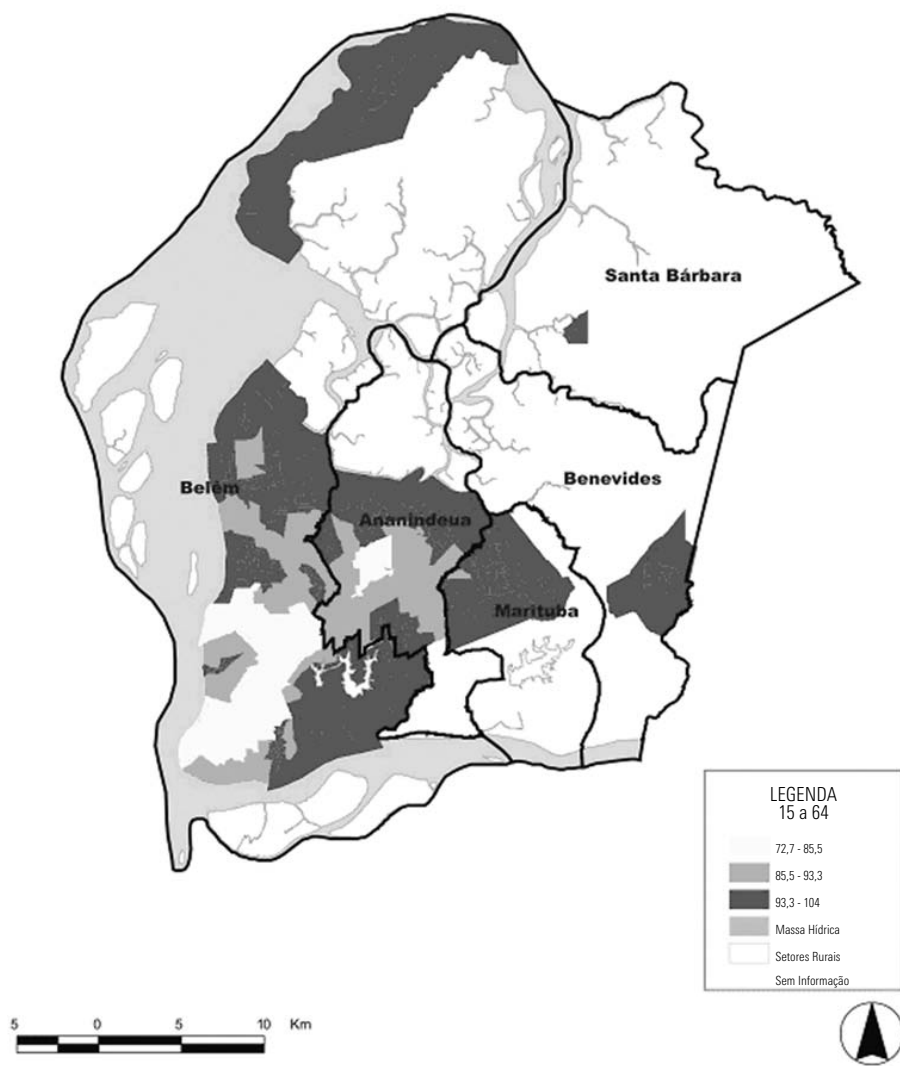 Santa Bárbara
Benevides
Belém
Ananindeua
Marituba
LEGENDA
15 a 64
72,7 - 85,5
85,5 - 93,3
93,3 - 104
Massa Hídrica
Setores Rurais
Sem Informação
5 0 5 10 Km